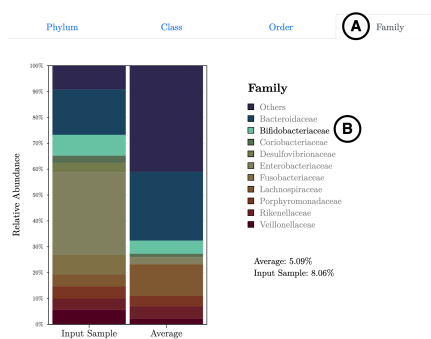 Phylum Class Order A Family
Family
100%
90%
80%
70%
60%
50%
40%
30%
20%
10%
0%
Relative Abundance
Input Sample Average
Others
Bacteroidaceae
Bifidobacteriaceae B
Coriobacteriaceae
Desulfovibrionaceae
Enterobacteriaceae
Fusobacteriaceae
Lachnospiraceae
Porphyromonadaceae
Rikenellaceae
Veillonellaceae
Average: 5.09%
Input Sample: 8.06%